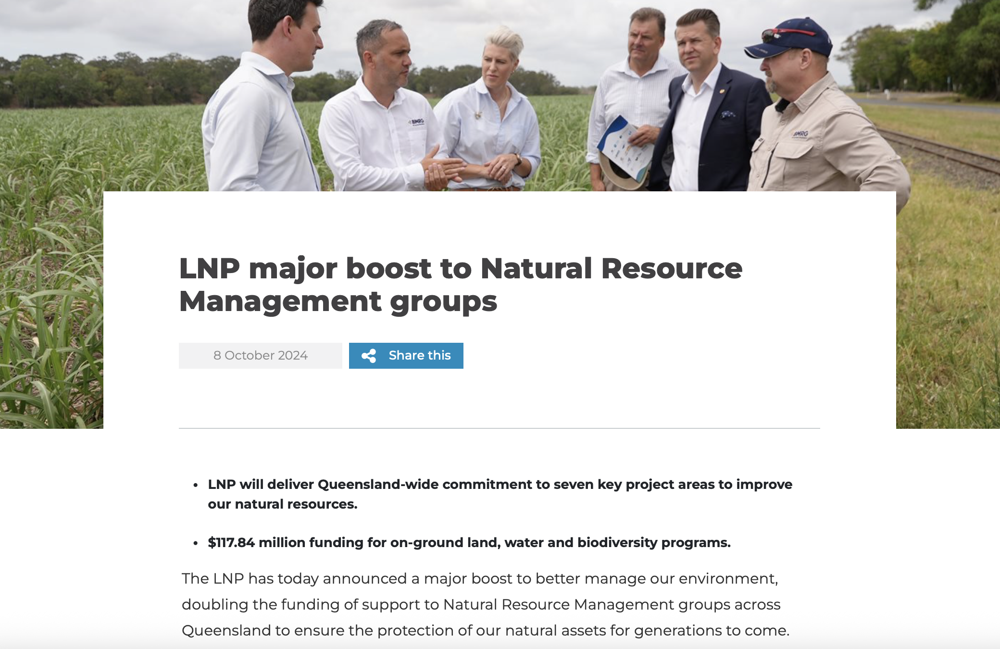 BMRG
BMRG
LNP major boost to Natural Resource
Management groups
8 October 2024
Share this
• LNP will deliver Queensland-wide commitment to seven key project areas to improve
our natural resources.
• $117.84 million funding for on-ground land, water and biodiversity programs.
The LNP has today announced a major boost to better manage our environment,
doubling the funding of support to Natural Resource Management groups across
Queensland to ensure the protection of our natural assets for generations to come.